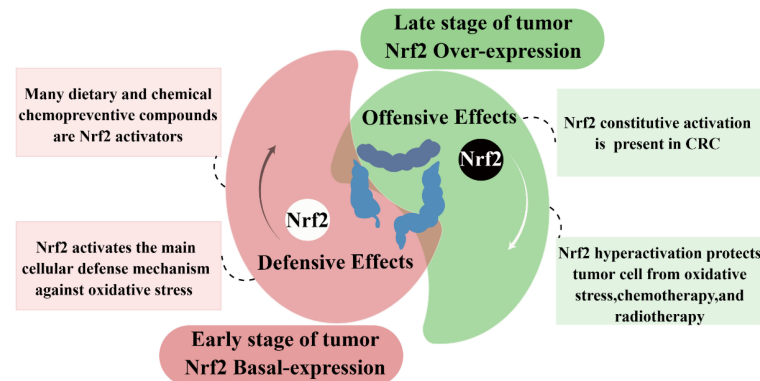 Late stage of tumor
Nrf2 Over-expression
Many dietary and chemical
chemopreventive compounds
are Nrf2 activators
Offensive Effects
Nrf2
Nrf2 constitutive activation
is present in CRC
Nrf2
Defensive Effects
Nrf2 activates the main
cellular defense mechanism
against oxidative stress
Nrf2 hyperactivation protects
tumor cell from oxidative
stress,chemotherapy,and
radiotherapy
Early stage of tumor
Nrf2 Basal-expression